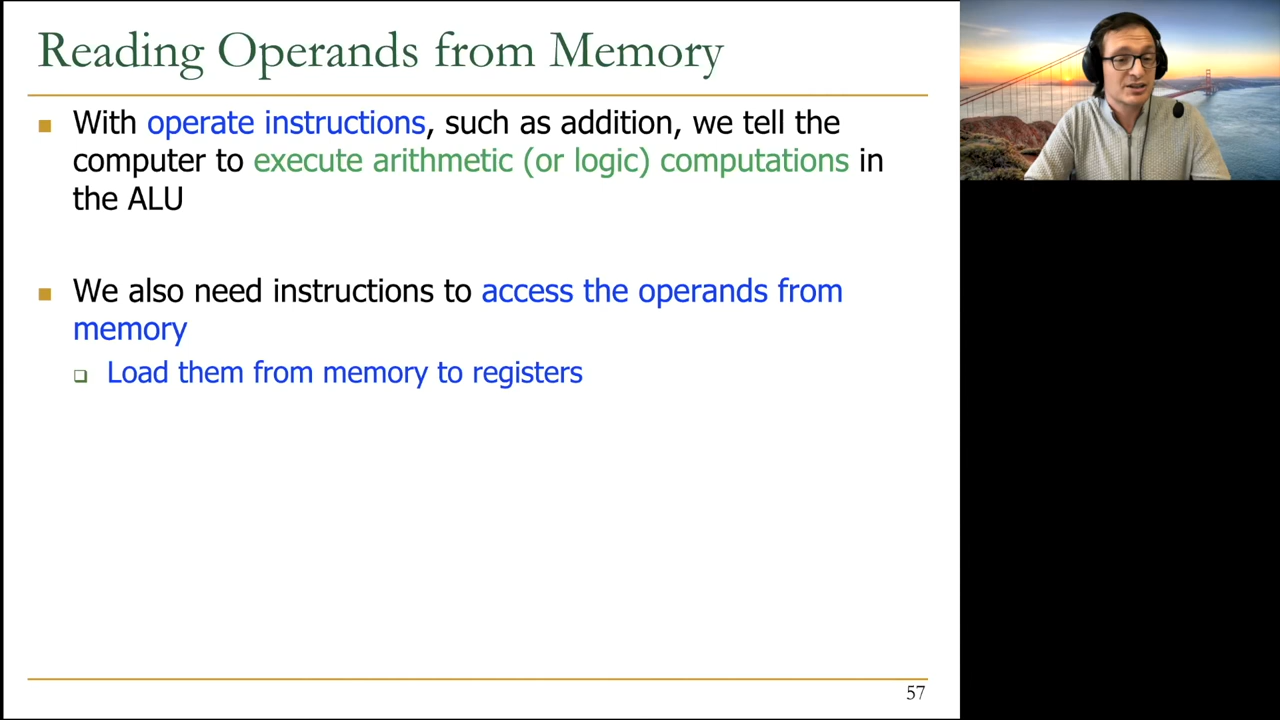 Reading Operands from Memory
With operate instructions, such as addition, we tell the
computer to execute arithmetic (or logic) computations in
the ALU
We also need instructions to access the operands from
memory
Load them from memory to registers
57